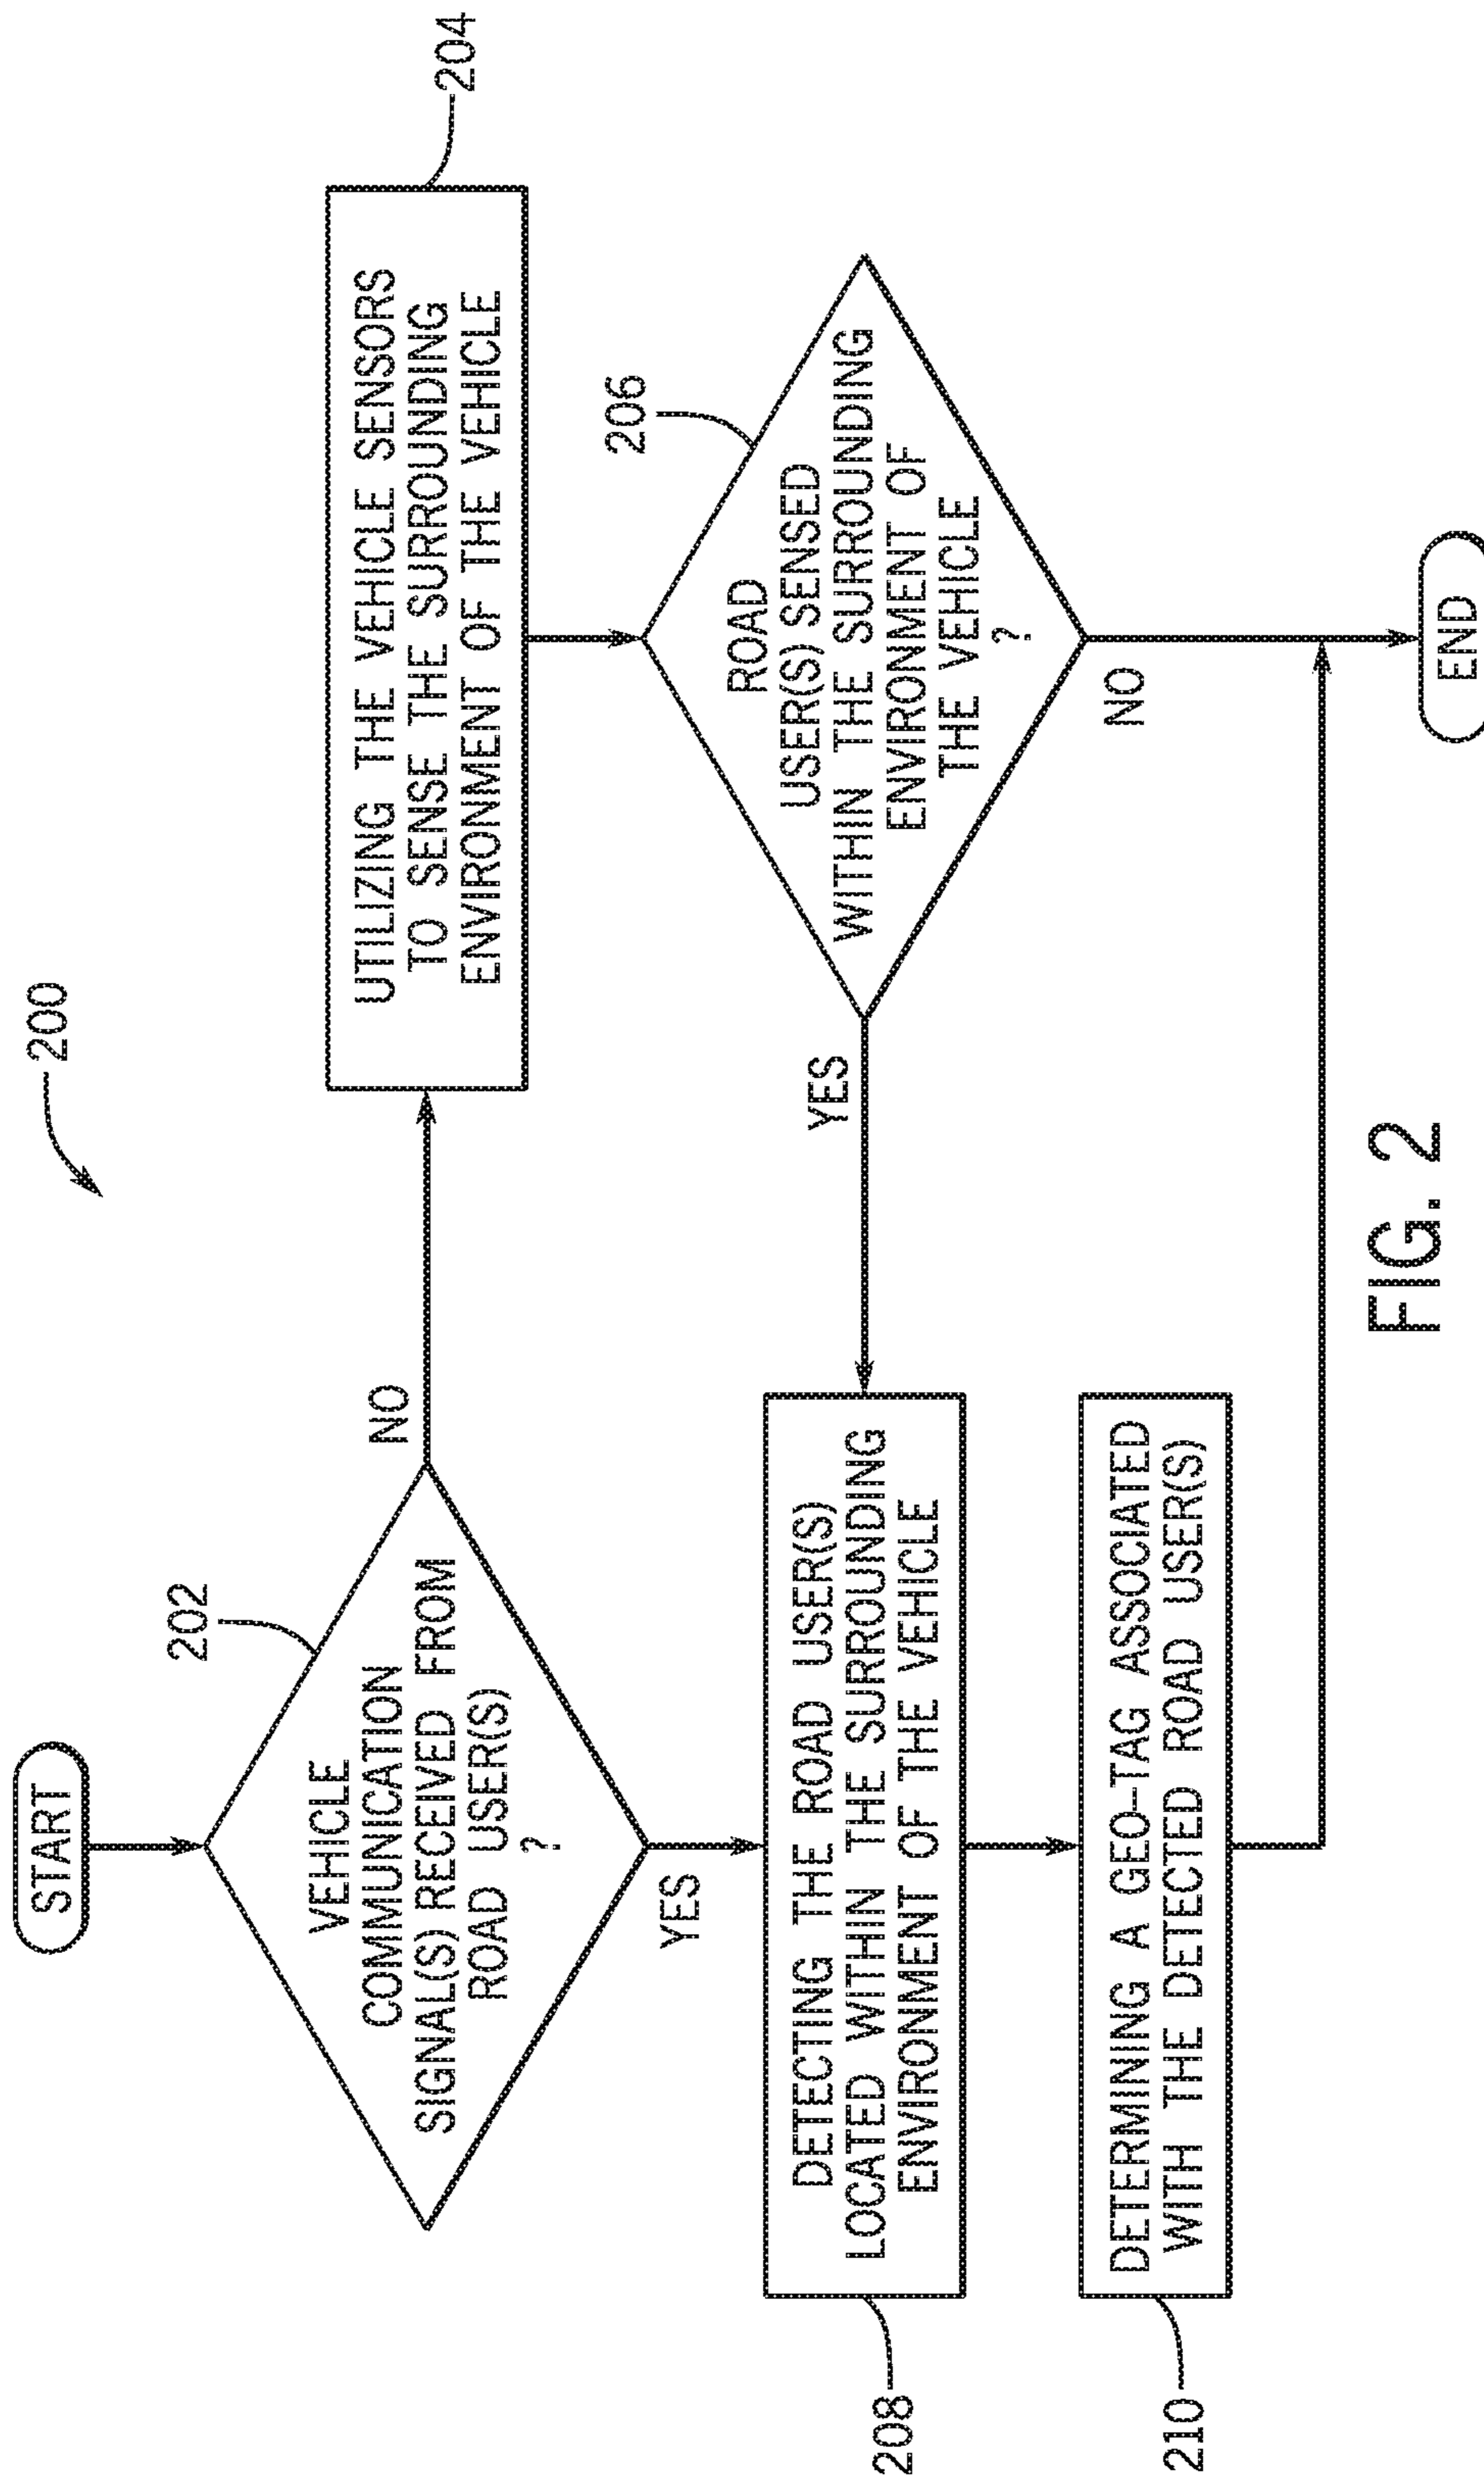 200
START
202
VEHICLE
COMMUNICATION
SIGNAL(S) RECEIVED FROM
ROAD USER(S)
?
NO
YES
204
UTILIZING THE VEHICLE SENSORS
TO SENSE THE SURROUNDING
ENVIRONMENT OF THE VEHICLE
206
ROAD
USER(S) SENSED
WITHIN THE SURROUNDING
ENVIRONMENT OF
THE VEHICLE
?
YES
NO
208
DETECTING THE ROAD USER(S)
LOCATED WITHIN THE SURROUNDING
ENVIRONMENT OF THE VEHICLE
210
DETERMINING A GEO-TAG ASSOCIATED
WITH THE DETECTED ROAD USER(S)
END
FIG. 2